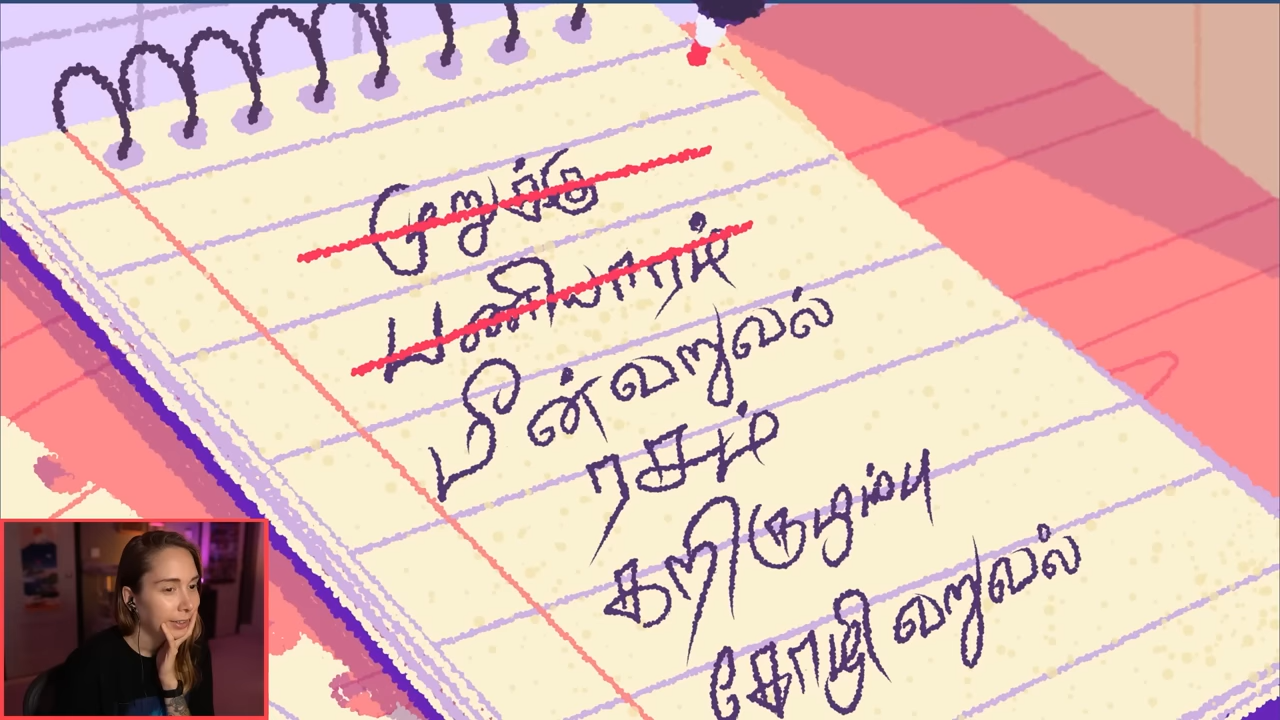 முறுக்கு
பணியாரம்
மீன் வறுவல்
ரசம்
கறி குழம்பு
கோழி வறுவல்